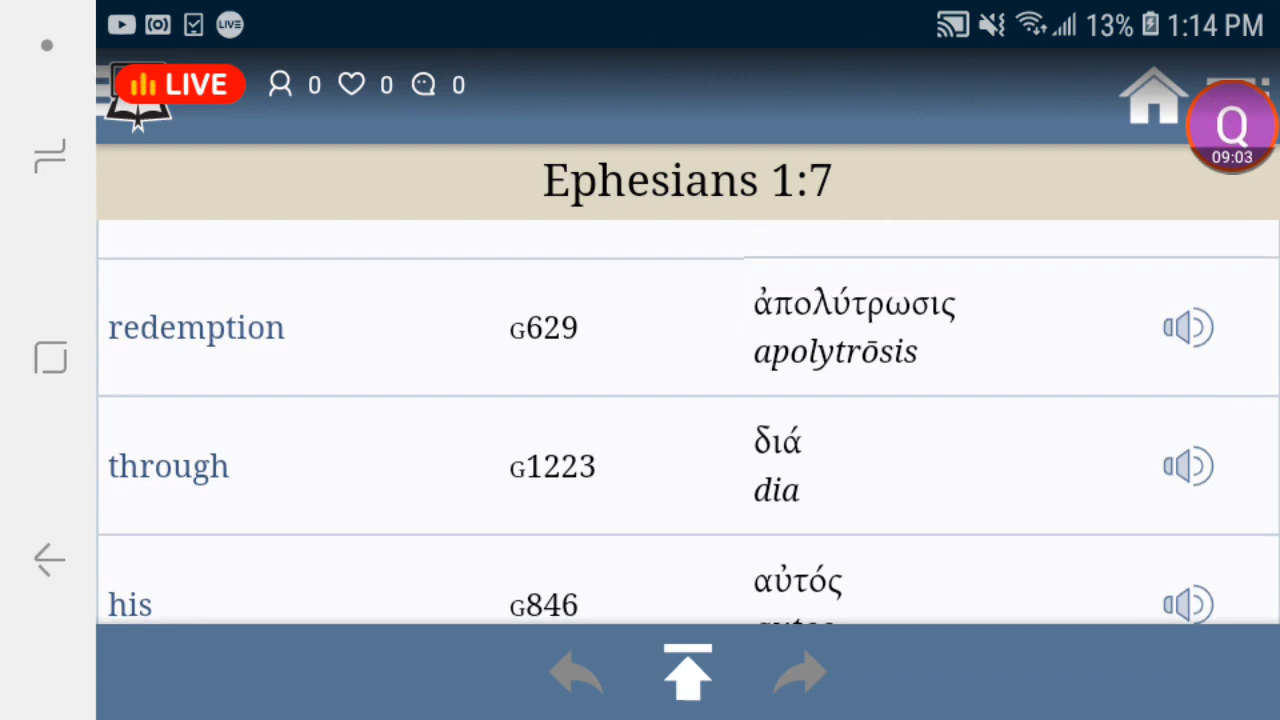 LIVE
13% 1:14 PM
LIVE 0 0 0
Q
09:03
Ephesians 1:7
redemption G629 ἀπολύτρωσις
apolytrōsis
through G1223 διά
dia
his G846 αὐτός